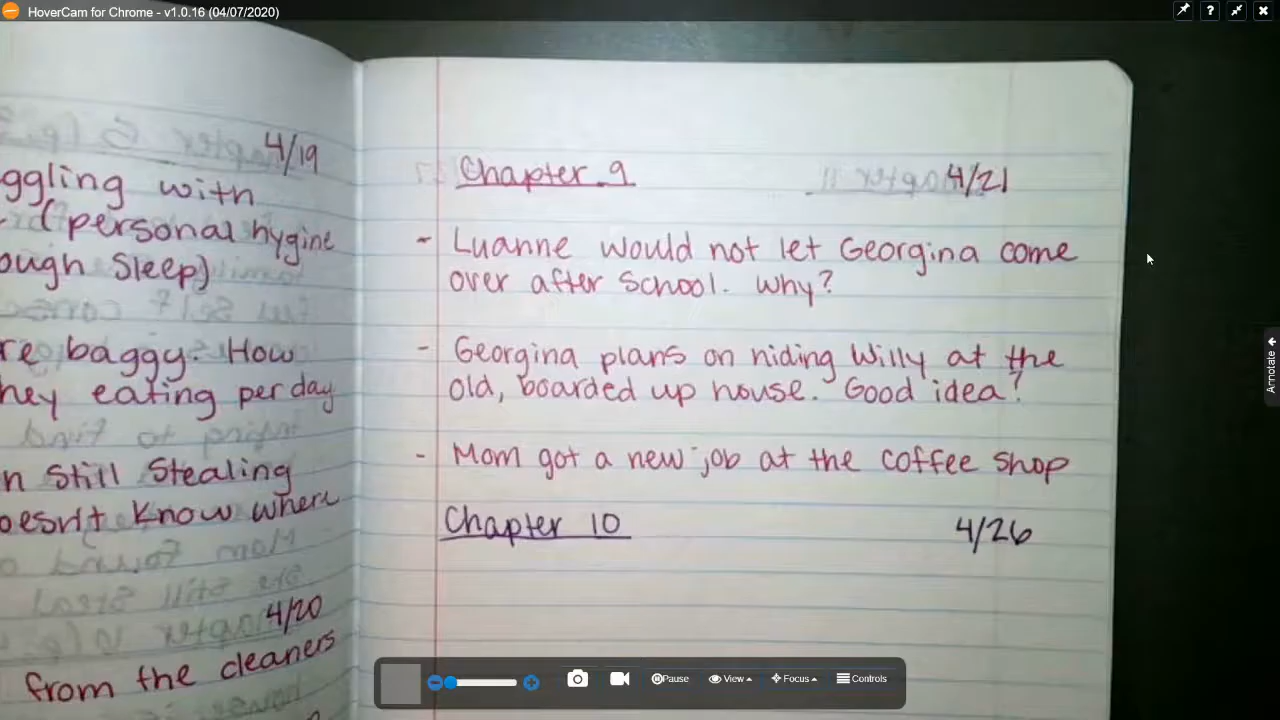 HoverCam for Chrome - v1.0.16 (04/07/2020)
4/19
ggling with
(personal hygine
ough Sleep)
re baggy. How
hey eating per day
n Still Stealing
oesn't know where
4/20
from the cleaners
Chapter 9 4/21
- Luanne would not let Georgina come
over after School. Why?
- Georgina plans on hiding Willy at the
old, boarded up house. Good idea?
- Mom got a new job at the coffee shop
Chapter 10 4/26
Annotate
Pause View Focus Controls